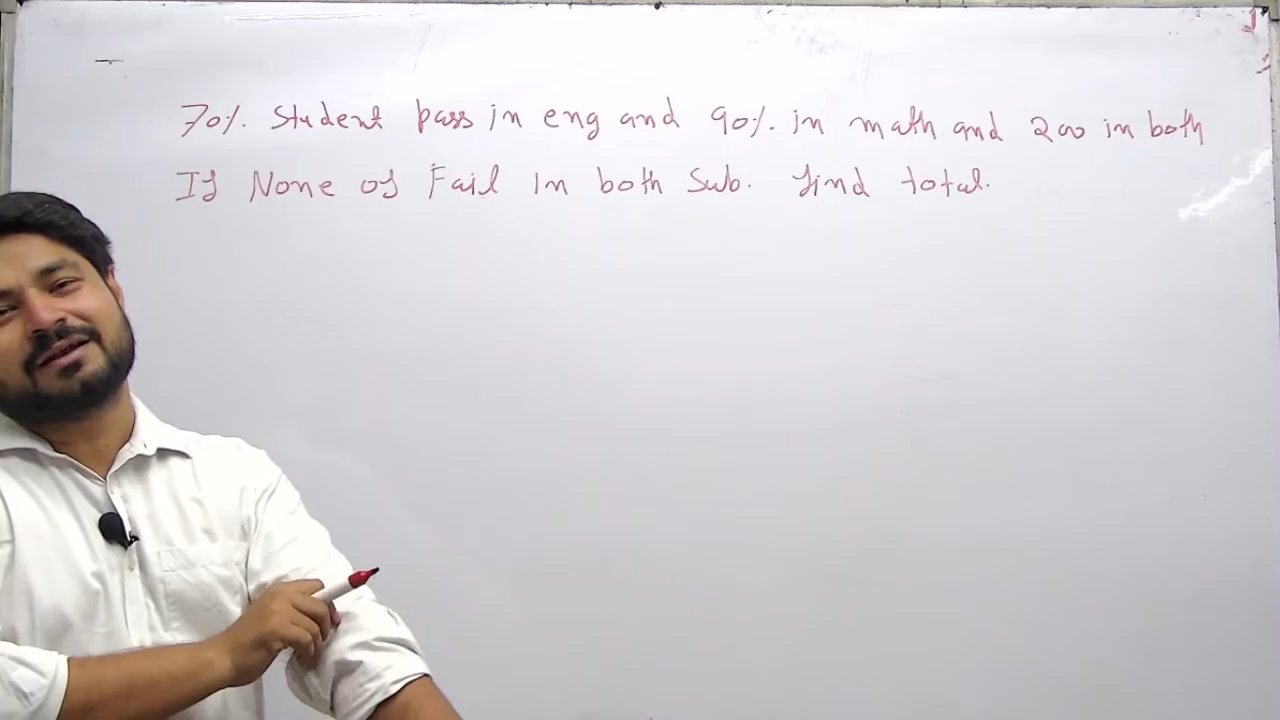 70%. Student pass in eng and 90%. in math and 200 in both
If None of Fail in both Sub. find total.